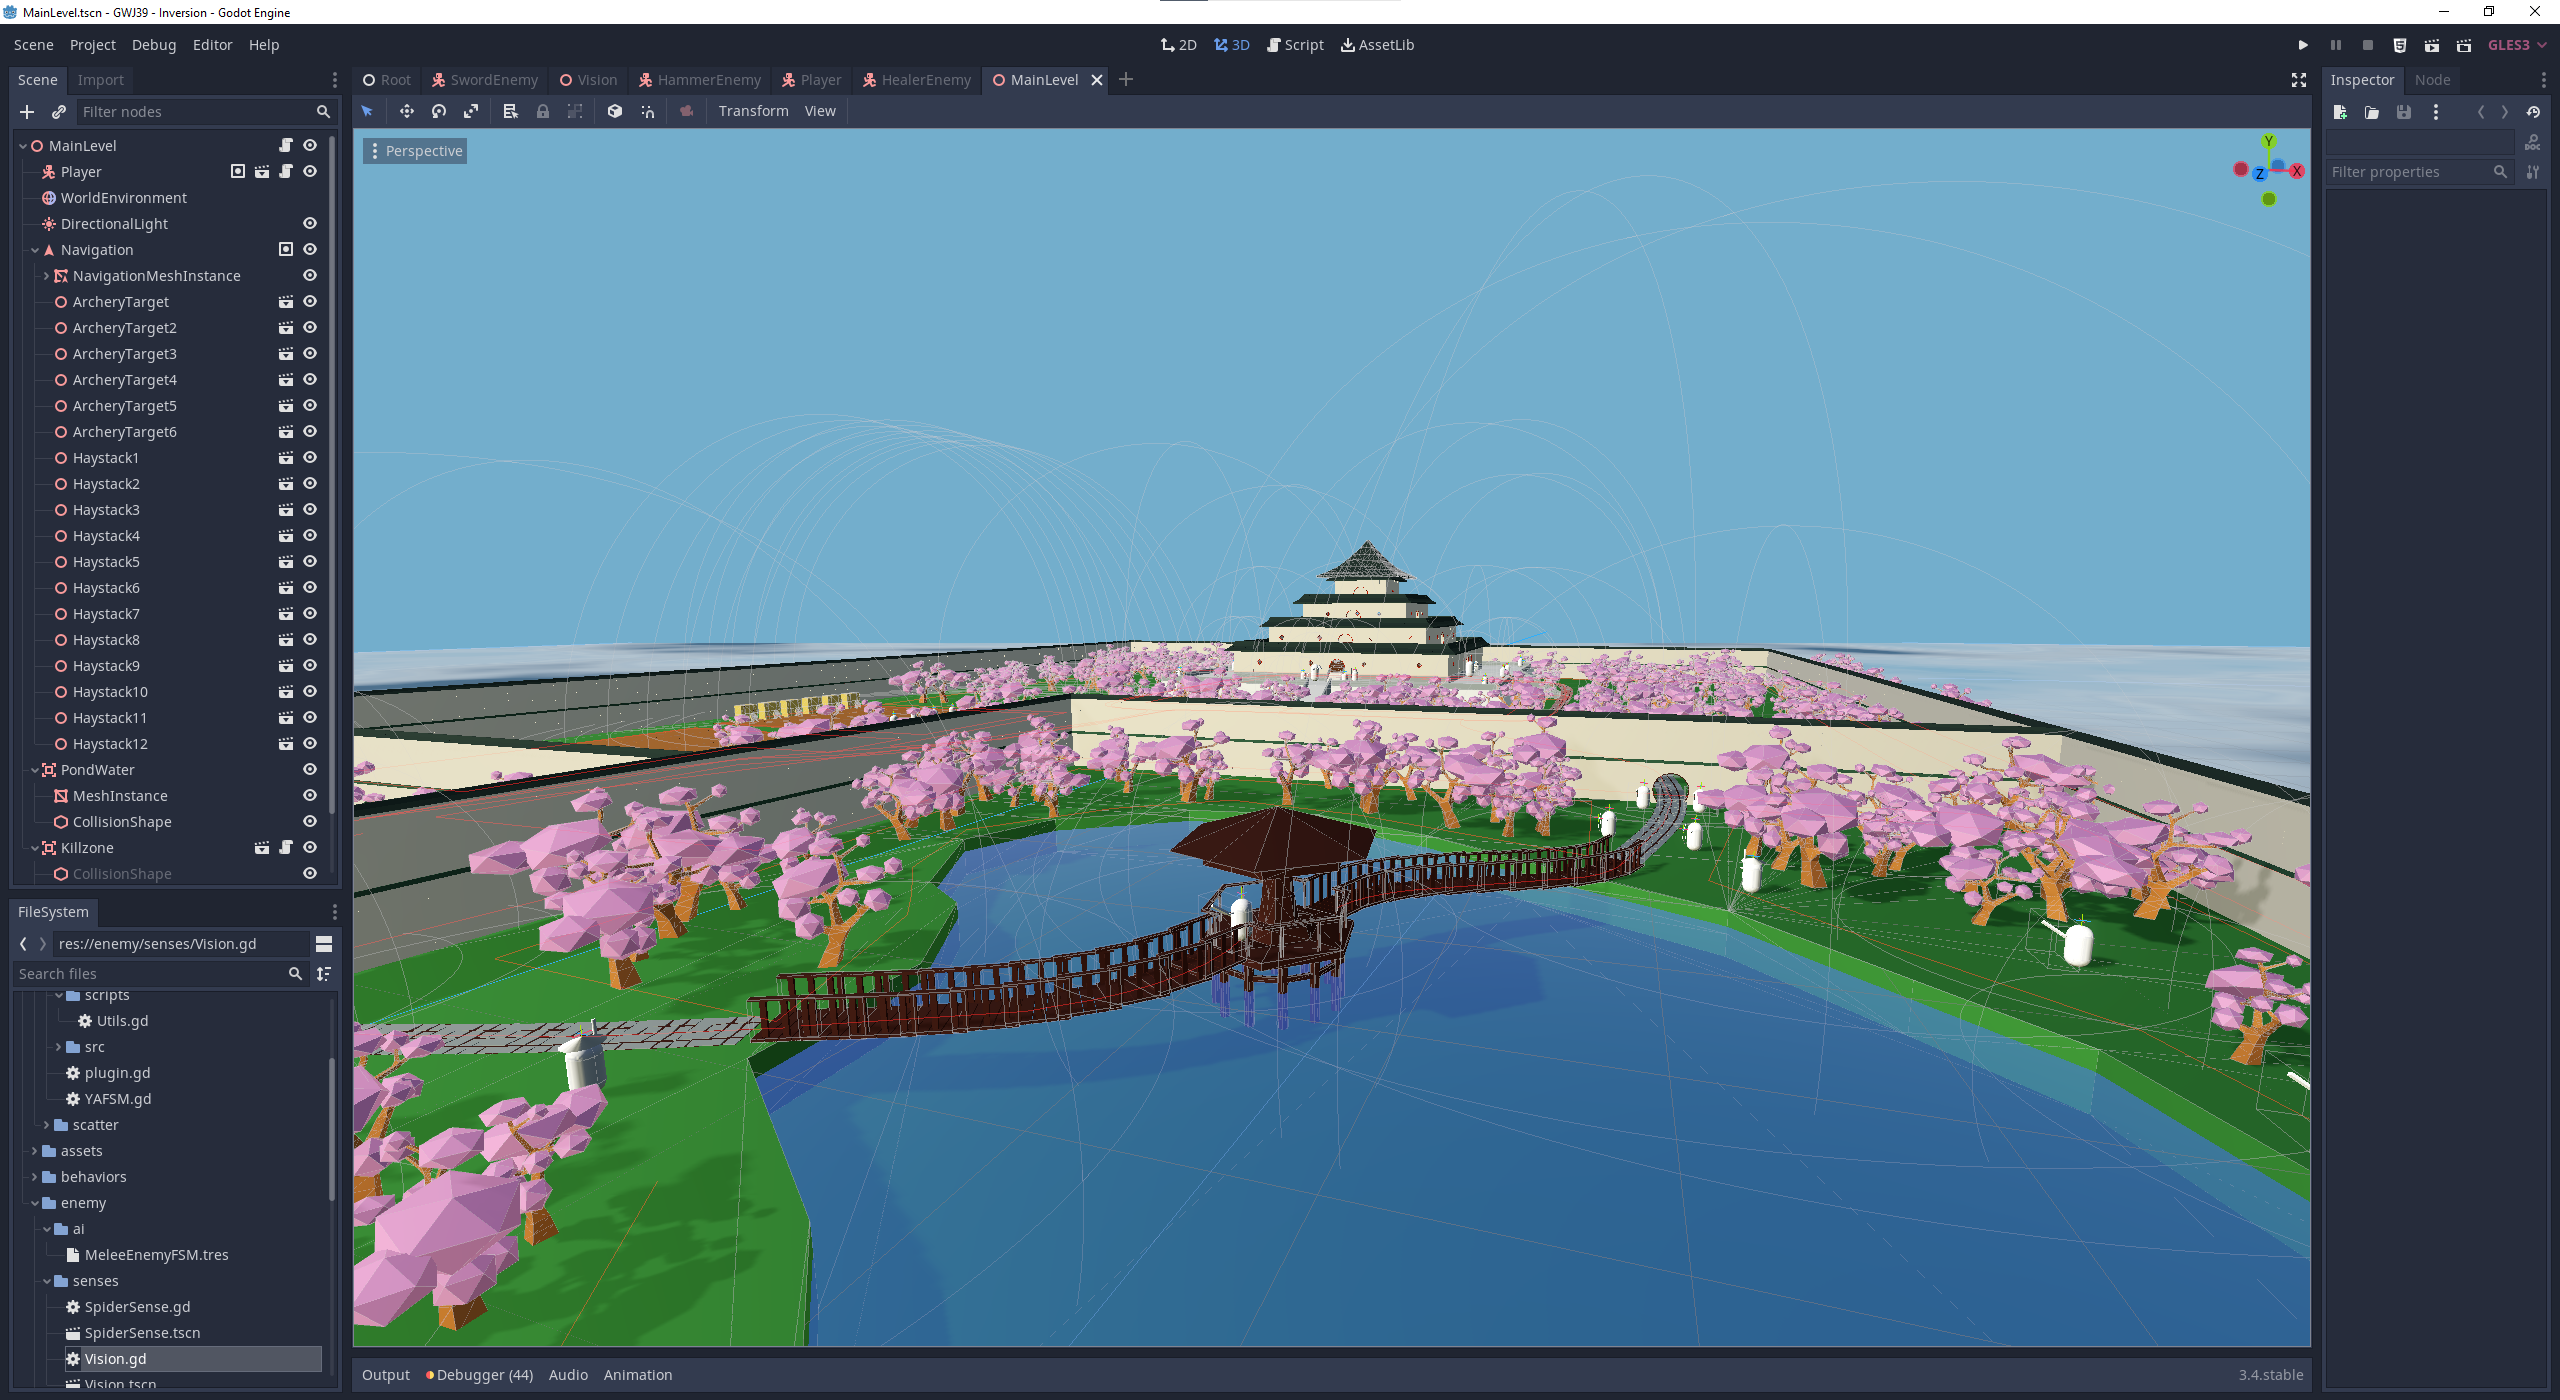 MainLevel.tscn - GWJ39 - Inversion - Godot Engine
Scene Project Debug Editor Help
2D 3D Script AssetLib
GLES3
Scene Import
Filter nodes
MainLevel
Player
WorldEnvironment
DirectionalLight
Navigation
NavigationMeshInstance
ArcheryTarget
ArcheryTarget2
ArcheryTarget3
ArcheryTarget4
ArcheryTarget5
ArcheryTarget6
Haystack1
Haystack2
Haystack3
Haystack4
Haystack5
Haystack6
Haystack7
Haystack8
Haystack9
Haystack10
Haystack11
Haystack12
PondWater
MeshInstance
CollisionShape
Killzone
CollisionShape
FileSystem
res://enemy/senses/Vision.gd
Search files
scripts
Utils.gd
src
plugin.gd
YAFSM.gd
scatter
assets
behaviors
enemy
ai
MeleeEnemyFSM.tres
senses
SpiderSense.gd
SpiderSense.tscn
Vision.gd
Vision.tscn
Root SwordEnemy Vision HammerEnemy Player HealerEnemy MainLevel
Transform View
Perspective
Y
Z X
Output Debugger (44) Audio Animation
3.4.stable
Inspector Node
DOC
Filter properties